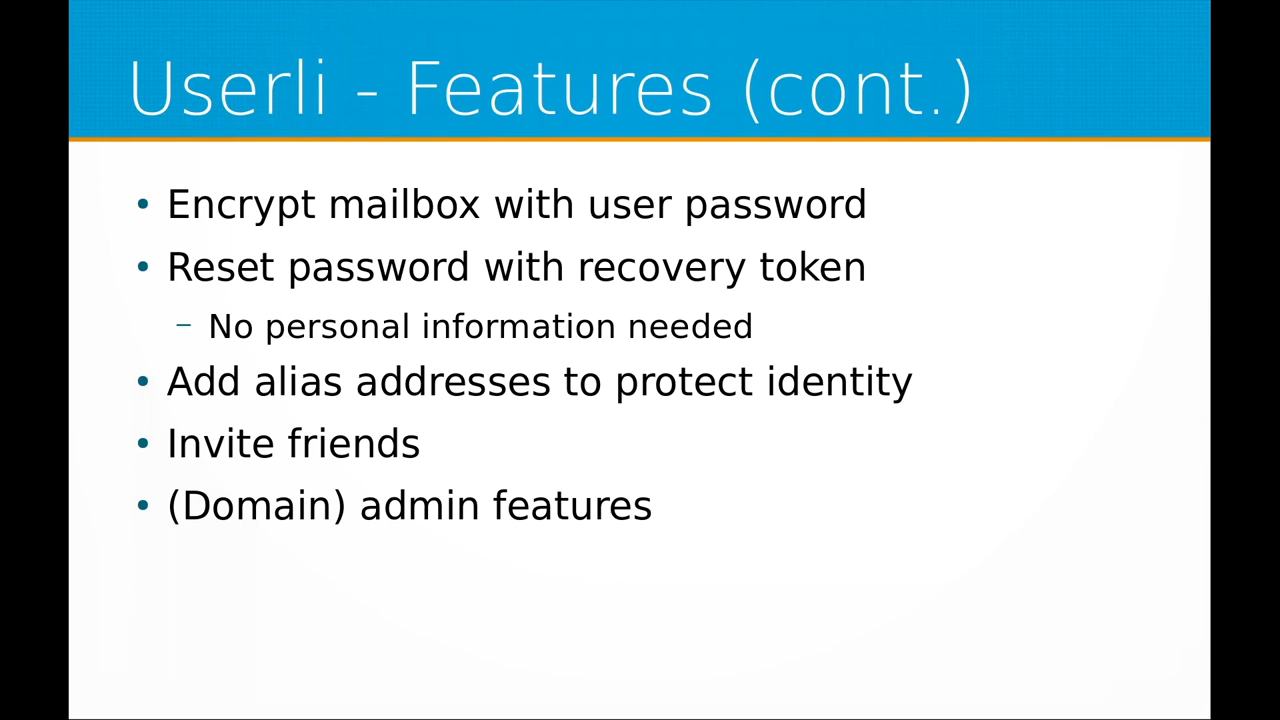 Userli - Features (cont.)
• Encrypt mailbox with user password
• Reset password with recovery token
– No personal information needed
• Add alias addresses to protect identity
• Invite friends
• (Domain) admin features